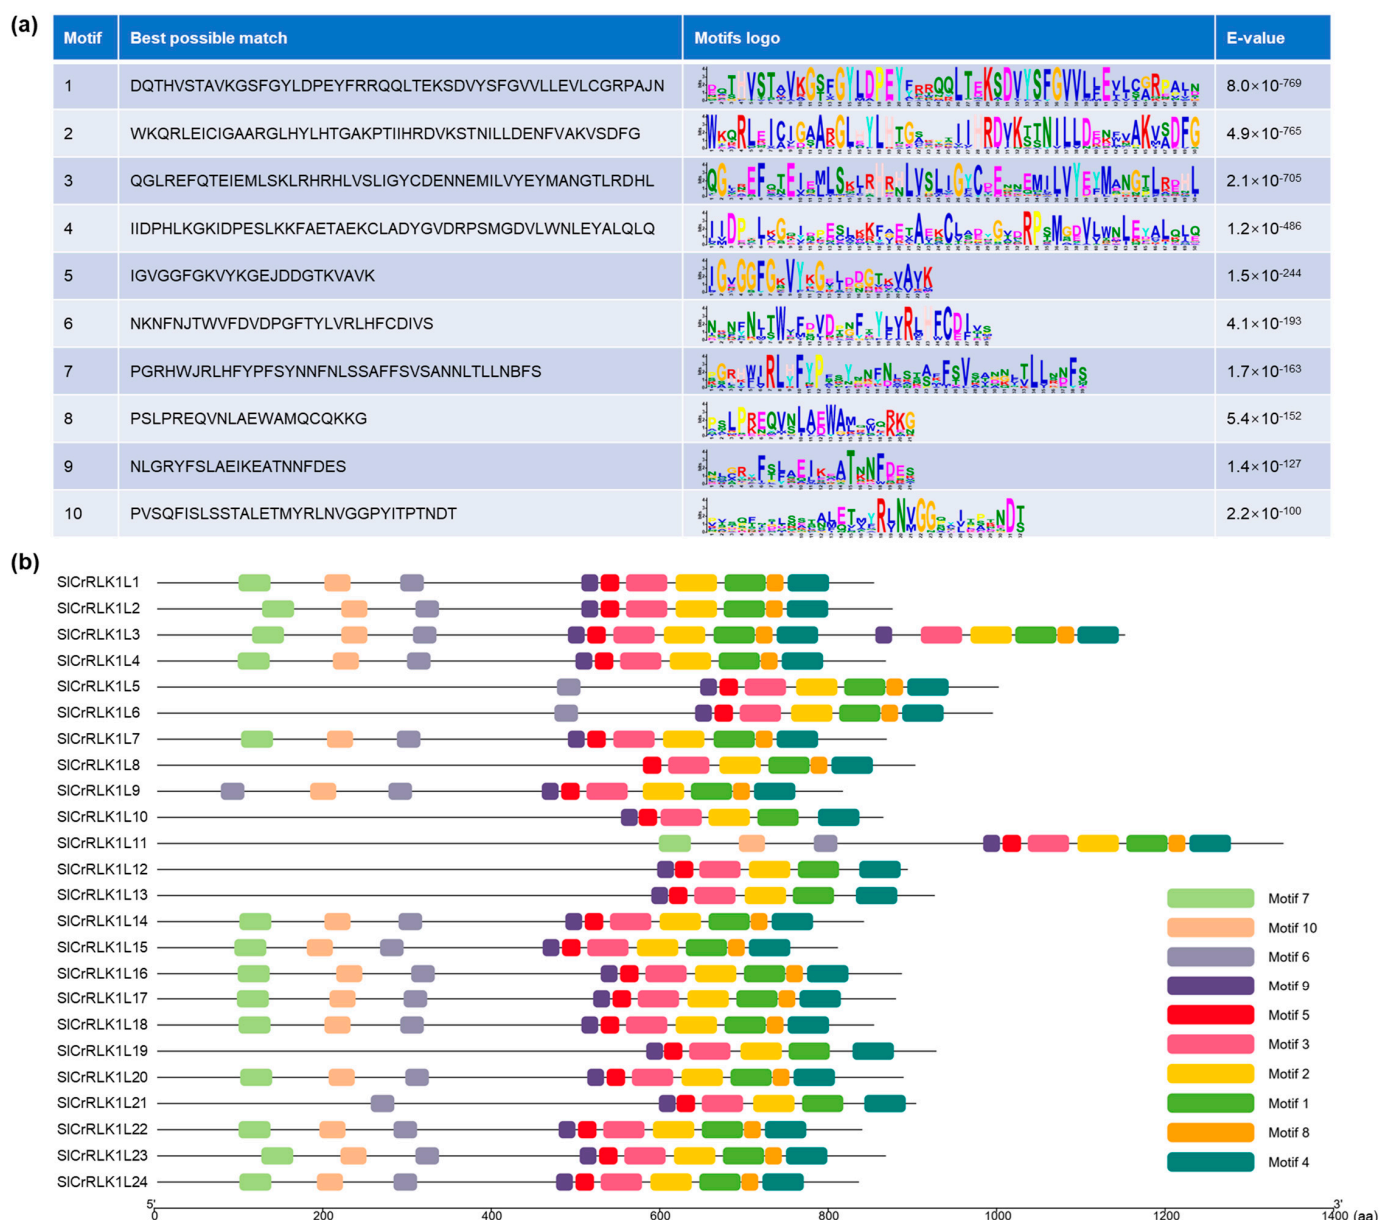 (a)
Motif Best possible match Motifs logo E-value
1 DQTHVSTAVKGSFGYLDPEYFRRQQLTEKSDVYSFGVVLLEVLCGRPAJN 8.0×10-769
2 WKQRLEICIGAARGLHYLHTGAKPTIIHRDVKSTNILLDENFVAKVSDFG 4.9×10-765
3 QGLREFQTEIEMLSKLRHRHLVSLIGYCDENNEMILVYEYMANGTLRDHL 2.1×10-705
4 IIDPHLKGKIDPESLKKFAETAEKCLADYGVDRPSMGDVLWNLEYALQLQ 1.2×10-486
5 IGVGGFGKVYKGEJDDGTKVAVK 1.5×10-244
6 NKNFNJTWVFDVDPGFTYLVRLHFCDIVS 4.1×10-193
7 PGRHWJRLHFYPFSYNNFNLSSAFFSVSANNLTLLNBFS 1.7×10-163
8 PSLPREQVNLAEWAMQCQKKG 5.4×10-152
9 NLGRYFSLAEIKEATNNFDES 1.4×10-127
10 PVSQFISLSSTALETMYRLNVGGPYITPTNDT 2.2×10-100
(b)
SlCrRLK1L1
SlCrRLK1L2
SlCrRLK1L3
SlCrRLK1L4
SlCrRLK1L5
SlCrRLK1L6
SlCrRLK1L7
SlCrRLK1L8
SlCrRLK1L9
SlCrRLK1L10
SlCrRLK1L11
SlCrRLK1L12
SlCrRLK1L13
SlCrRLK1L14
SlCrRLK1L15
SlCrRLK1L16
SlCrRLK1L17
SlCrRLK1L18
SlCrRLK1L19
SlCrRLK1L20
SlCrRLK1L21
SlCrRLK1L22
SlCrRLK1L23
SlCrRLK1L24
Motif 7
Motif 10
Motif 6
Motif 9
Motif 5
Motif 3
Motif 2
Motif 1
Motif 8
Motif 4
5' 3'
0 200 400 600 800 1000 1200 1400 (aa)